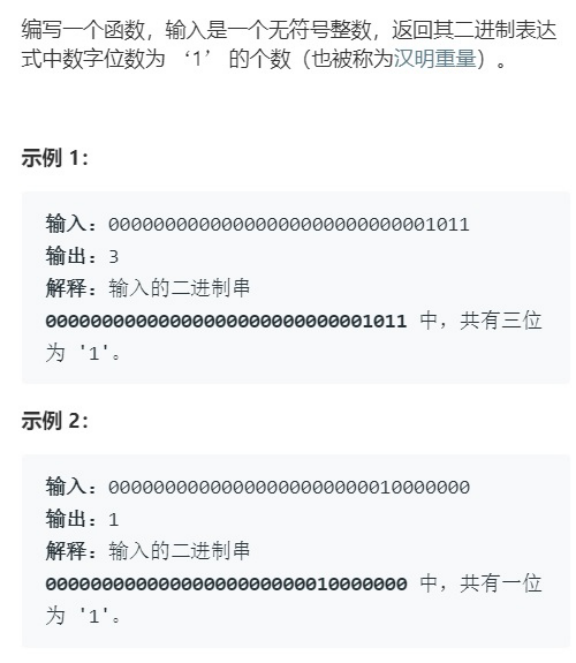 编写一个函数，输入是一个无符号整数，返回其二进制表达
式中数字位数为 ‘1’ 的个数（也被称为汉明重量）。
示例 1：
输入：00000000000000000000000000001011
输出：3
解释：输入的二进制串
00000000000000000000000000001011 中，共有三位
为 '1'。
示例 2：
输入：00000000000000000000000010000000
输出：1
解释：输入的二进制串
00000000000000000000000010000000 中，共有一位
为 '1'。